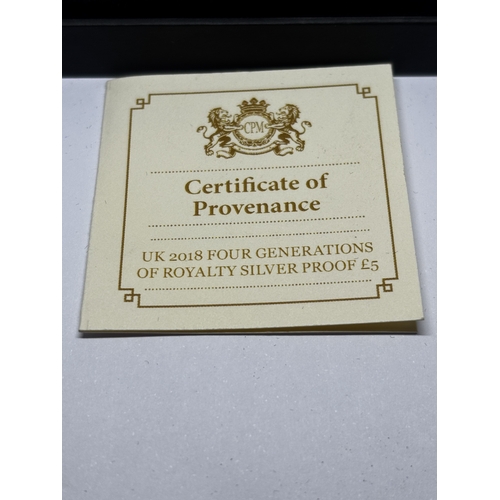 CPM
Certificate of
Provenance
UK 2018 FOUR GENERATIONS
OF ROYALTY SILVER PROOF £5